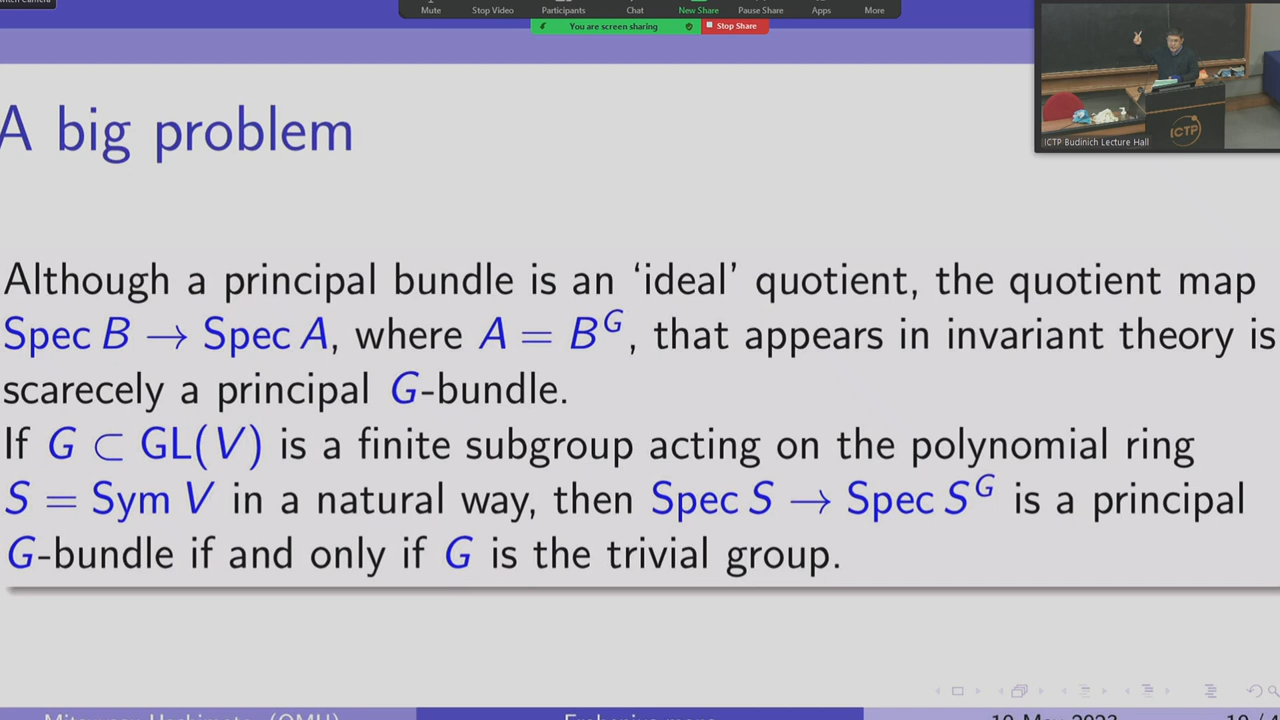 Mute
Stop Video
Participants
Chat
New Share
Pause Share
Apps
More
You are screen sharing
Stop Share
A big problem
ICTP
ICTP Budinich Lecture Hall
Although a principal bundle is an ‘ideal’ quotient, the quotient map
Spec B → Spec A, where A = B^G, that appears in invariant theory is
scarecely a principal G-bundle.
If G ⊂ GL(V) is a finite subgroup acting on the polynomial ring
S = Sym V in a natural way, then Spec S → Spec S^G is a principal
G-bundle if and only if G is the trivial group.